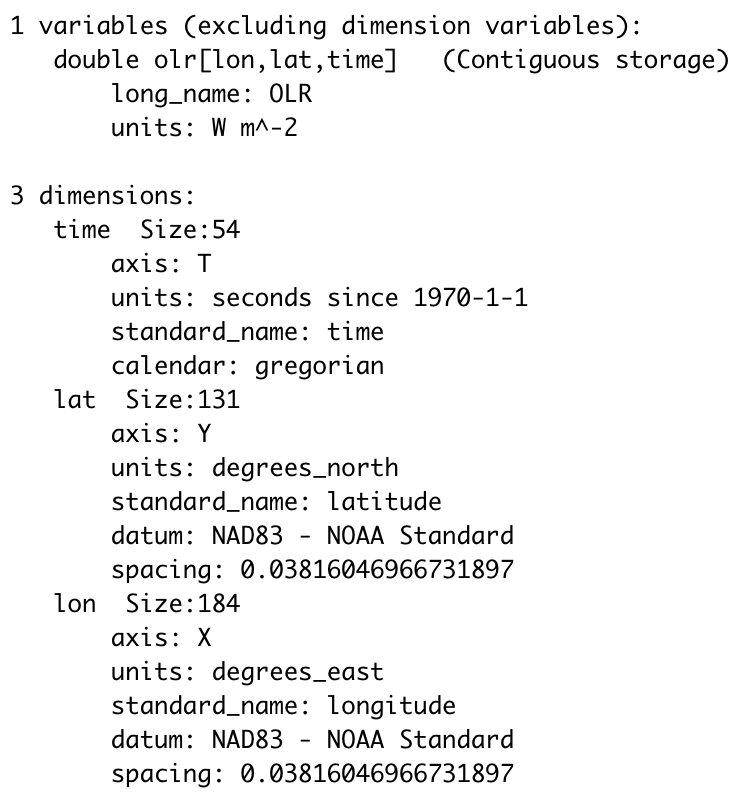 1 variables (excluding dimension variables):
double olr[lon,lat,time]   (Contiguous storage)
long_name: OLR
units: W m^-2
3 dimensions:
time  Size:54
axis: T
units: seconds since 1970-1-1
standard_name: time
calendar: gregorian
lat  Size:131
axis: Y
units: degrees_north
standard_name: latitude
datum: NAD83 - NOAA Standard
spacing: 0.03816046966731897
lon  Size:184
axis: X
units: degrees_east
standard_name: longitude
datum: NAD83 - NOAA Standard
spacing: 0.03816046966731897